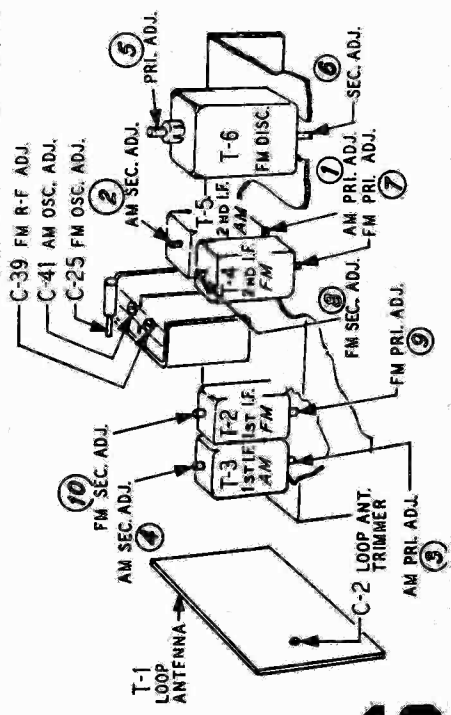 C-39 FM R-F ADJ.
C-41 AM OSC. ADJ.
C-25 FM OSC. ADJ.
5
PRI. ADJ.
2
AM SEC. ADJ.
10
FM SEC. ADJ.
AM SEC. ADJ.
4
T-1
LOOP
ANTENNA
T-3
1ST I.F.
AM
T-2
1ST I.F.
FM
T-5
2ND I.F.
AM
T-4
2ND I.F.
FM
T-6
FM DISC.
6
SEC. ADJ.
1
AM PRI. ADJ.
FM PRI. ADJ.
7
8
FM SEC. ADJ.
FM PRI. ADJ.
9
C-2 LOOP ANT.
TRIMMER
AM PRI. ADJ.
3